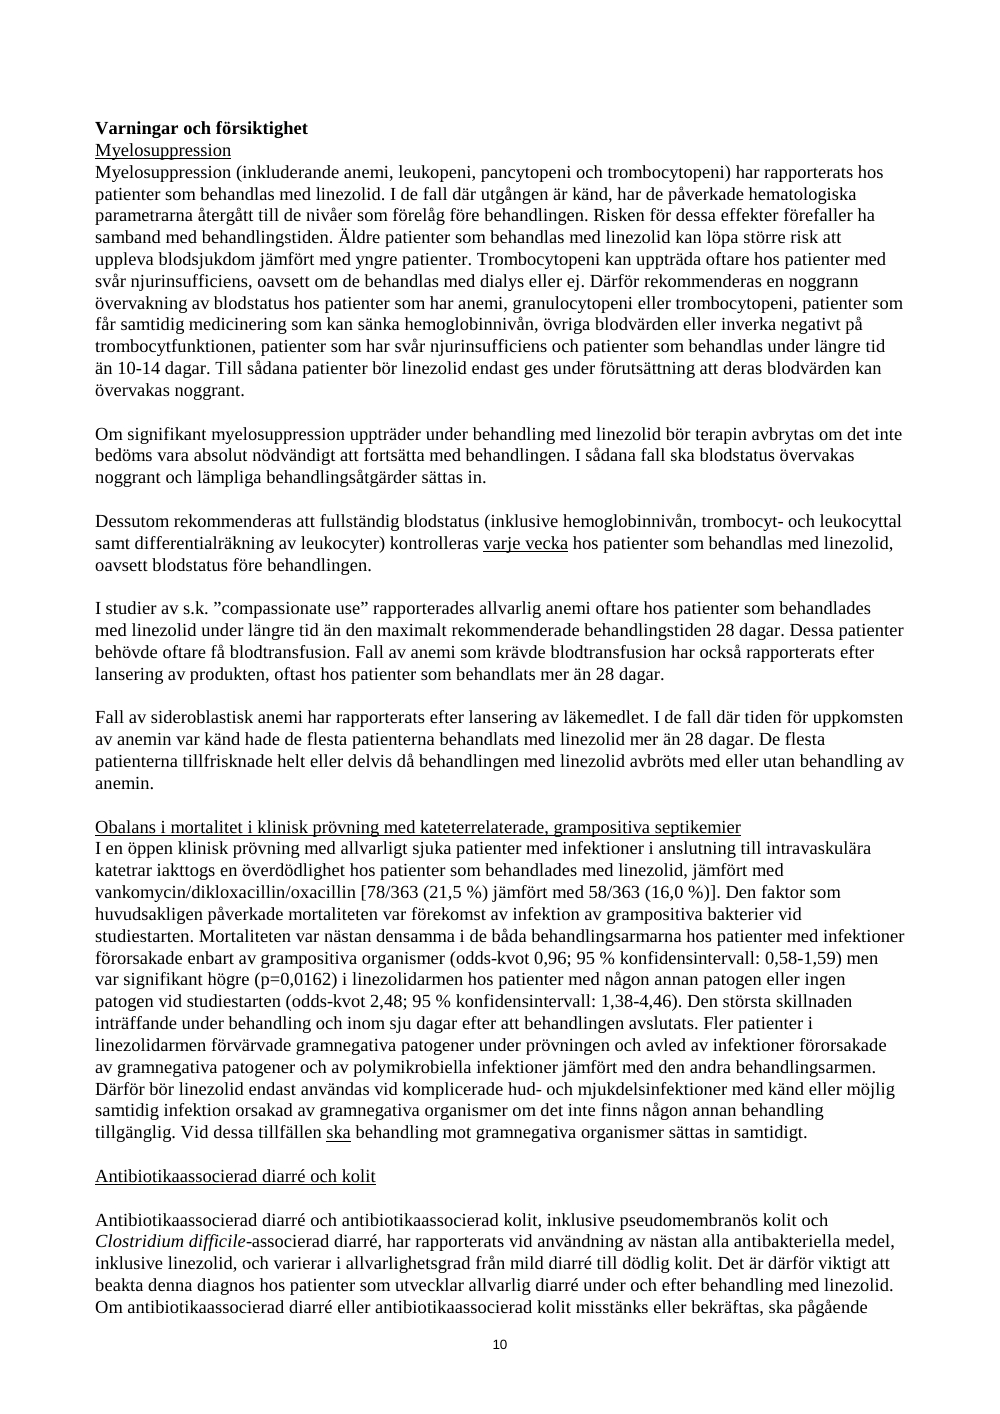 Varningar och försiktighet
Myelosuppression
Myelosuppression (inkluderande anemi, leukopeni, pancytopeni och trombocytopeni) har rapporterats hos
patienter som behandlas med linezolid. I de fall där utgången är känd, har de påverkade hematologiska
parametrarna återgått till de nivåer som förelåg före behandlingen. Risken för dessa effekter förefaller ha
samband med behandlingstiden. Äldre patienter som behandlas med linezolid kan löpa större risk att
uppleva blodsjukdom jämfört med yngre patienter. Trombocytopeni kan uppträda oftare hos patienter med
svår njurinsufficiens, oavsett om de behandlas med dialys eller ej. Därför rekommenderas en noggrann
övervakning av blodstatus hos patienter som har anemi, granulocytopeni eller trombocytopeni, patienter som
får samtidig medicinering som kan sänka hemoglobinnivån, övriga blodvärden eller inverka negativt på
trombocytfunktionen, patienter som har svår njurinsufficiens och patienter som behandlas under längre tid
än 10-14 dagar. Till sådana patienter bör linezolid endast ges under förutsättning att deras blodvärden kan
övervakas noggrant.
Om signifikant myelosuppression uppträder under behandling med linezolid bör terapin avbrytas om det inte
bedöms vara absolut nödvändigt att fortsätta med behandlingen. I sådana fall ska blodstatus övervakas
noggrant och lämpliga behandlingsåtgärder sättas in.
Dessutom rekommenderas att fullständig blodstatus (inklusive hemoglobinnivån, trombocyt- och leukocyttal
samt differentialräkning av leukocyter) kontrolleras varje vecka hos patienter som behandlas med linezolid,
oavsett blodstatus före behandlingen.
I studier av s.k. ”compassionate use” rapporterades allvarlig anemi oftare hos patienter som behandlades
med linezolid under längre tid än den maximalt rekommenderade behandlingstiden 28 dagar. Dessa patienter
behövde oftare få blodtransfusion. Fall av anemi som krävde blodtransfusion har också rapporterats efter
lansering av produkten, oftast hos patienter som behandlats mer än 28 dagar.
Fall av sideroblastisk anemi har rapporterats efter lansering av läkemedlet. I de fall där tiden för uppkomsten
av anemin var känd hade de flesta patienterna behandlats med linezolid mer än 28 dagar. De flesta
patienterna tillfrisknade helt eller delvis då behandlingen med linezolid avbröts med eller utan behandling av
anemin.
Obalans i mortalitet i klinisk prövning med kateterrelaterade, grampositiva septikemier
I en öppen klinisk prövning med allvarligt sjuka patienter med infektioner i anslutning till intravaskulära
katetrar iakttogs en överdödlighet hos patienter som behandlades med linezolid, jämfört med
vankomycin/dikloxacillin/oxacillin [78/363 (21,5 %) jämfört med 58/363 (16,0 %)]. Den faktor som
huvudsakligen påverkade mortaliteten var förekomst av infektion av grampositiva bakterier vid
studiestarten. Mortaliteten var nästan densamma i de båda behandlingsarmarna hos patienter med infektioner
förorsakade enbart av grampositiva organismer (odds-kvot 0,96; 95 % konfidensintervall: 0,58-1,59) men
var signifikant högre (p=0,0162) i linezolidarmen hos patienter med någon annan patogen eller ingen
patogen vid studiestarten (odds-kvot 2,48; 95 % konfidensintervall: 1,38-4,46). Den största skillnaden
inträffande under behandling och inom sju dagar efter att behandlingen avslutats. Fler patienter i
linezolidarmen förvärvade gramnegativa patogener under prövningen och avled av infektioner förorsakade
av gramnegativa patogener och av polymikrobiella infektioner jämfört med den andra behandlingsarmen.
Därför bör linezolid endast användas vid komplicerade hud- och mjukdelsinfektioner med känd eller möjlig
samtidig infektion orsakad av gramnegativa organismer om det inte finns någon annan behandling
tillgänglig. Vid dessa tillfällen ska behandling mot gramnegativa organismer sättas in samtidigt.
Antibiotikaassocierad diarré och kolit
Antibiotikaassocierad diarré och antibiotikaassocierad kolit, inklusive pseudomembranös kolit och
Clostridium difficile-associerad diarré, har rapporterats vid användning av nästan alla antibakteriella medel,
inklusive linezolid, och varierar i allvarlighetsgrad från mild diarré till dödlig kolit. Det är därför viktigt att
beakta denna diagnos hos patienter som utvecklar allvarlig diarré under och efter behandling med linezolid.
Om antibiotikaassocierad diarré eller antibiotikaassocierad kolit misstänks eller bekräftas, ska pågående
10